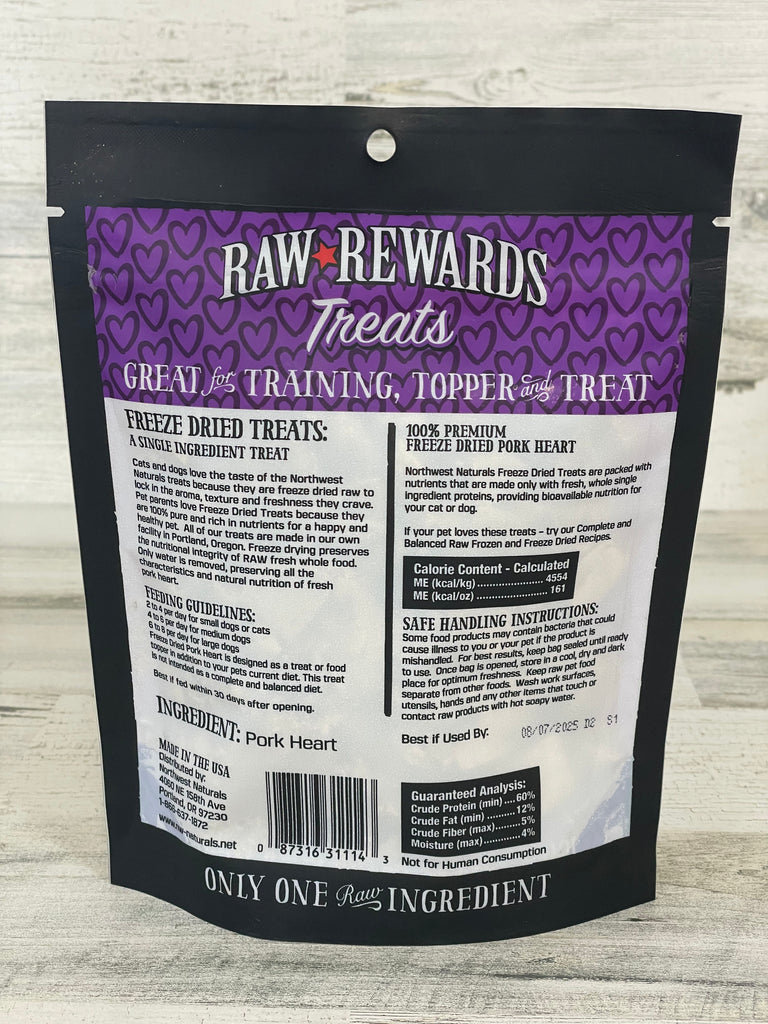 RAW★REWARDS
Treats
GREAT for TRAINING, TOPPER and TREAT
FREEZE DRIED TREATS:
A SINGLE INGREDIENT TREAT
Cats and dogs love the taste of the Northwest
Naturals treats because they are freeze dried raw to
lock in the aroma, texture and freshness they crave.
Pet parents love Freeze Dried Treats because they
are 100% pure and rich in nutrients for a happy and
healthy pet. All of our treats are made in our own
facility in Portland, Oregon. Freeze drying preserves
the nutritional integrity of RAW fresh whole food.
Only water is removed, preserving all the
characteristics and natural nutrition of fresh
pork heart.
FEEDING GUIDELINES:
2 to 4 per day for small dogs or cats
4 to 6 per day for medium dogs
6 to 8 per day for large dogs
Freeze Dried Pork Heart is designed as a treat or food
topper in addition to your pets current diet. This treat
is not intended as a complete and balanced diet.
Best if fed within 30 days after opening.
INGREDIENT: Pork Heart
MADE IN THE USA
Distributed by:
Northwest Naturals
4060 NE 158th Ave
Portland, OR 97230
1-866-637-1872
www.nw-naturals.net
0 87316 31114 3
100% PREMIUM
FREEZE DRIED PORK HEART
Northwest Naturals Freeze Dried Treats are packed with
nutrients that are made only with fresh, whole single
ingredient proteins, providing bioavailable nutrition for
your cat or dog.
If your pet loves these treats - try our Complete and
Balanced Raw Frozen and Freeze Dried Recipes.
Calorie Content - Calculated
ME (kcal/kg)................... 4554
ME (kcal/oz)..................... 161
SAFE HANDLING INSTRUCTIONS:
Some food products may contain bacteria that could
cause illness to you or your pet if the product is
mishandled. For best results, keep bag sealed until ready
to use. Once bag is opened, store in a cool, dry and dark
place for optimum freshness. Keep raw pet food
separate from other foods. Wash work surfaces,
utensils, hands and any other items that touch or
contact raw products with hot soapy water.
Best if Used By: 08/07/2025 D2 S1
Guaranteed Analysis:
Crude Protein (min)....60%
Crude Fat (min) ..........12%
Crude Fiber (max)........5%
Moisture (max)............4%
Not for Human Consumption
ONLY ONE Raw INGREDIENT